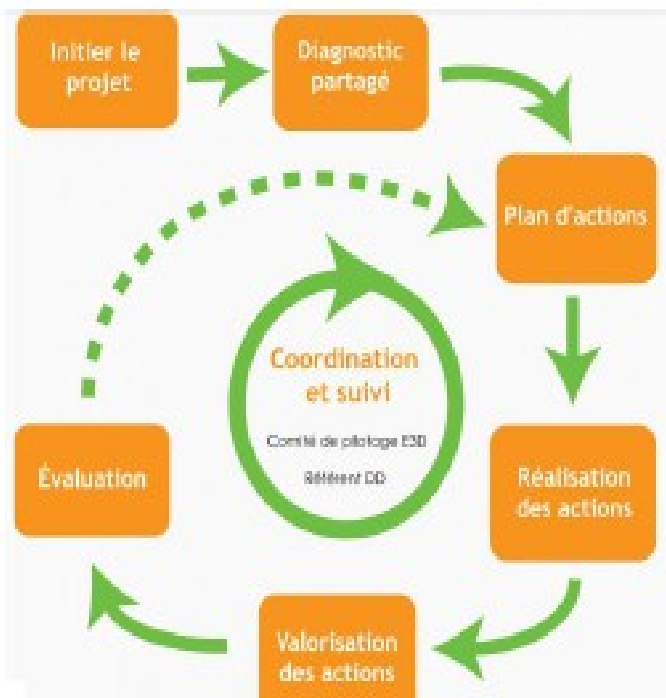 Initier le
projet
Diagnostic
partagé
Plan d'actions
Coordination
et suivi
Comité de pilotage E3D
Référent DD
Évaluation
Réalisation
des actions
Valorisation
des actions